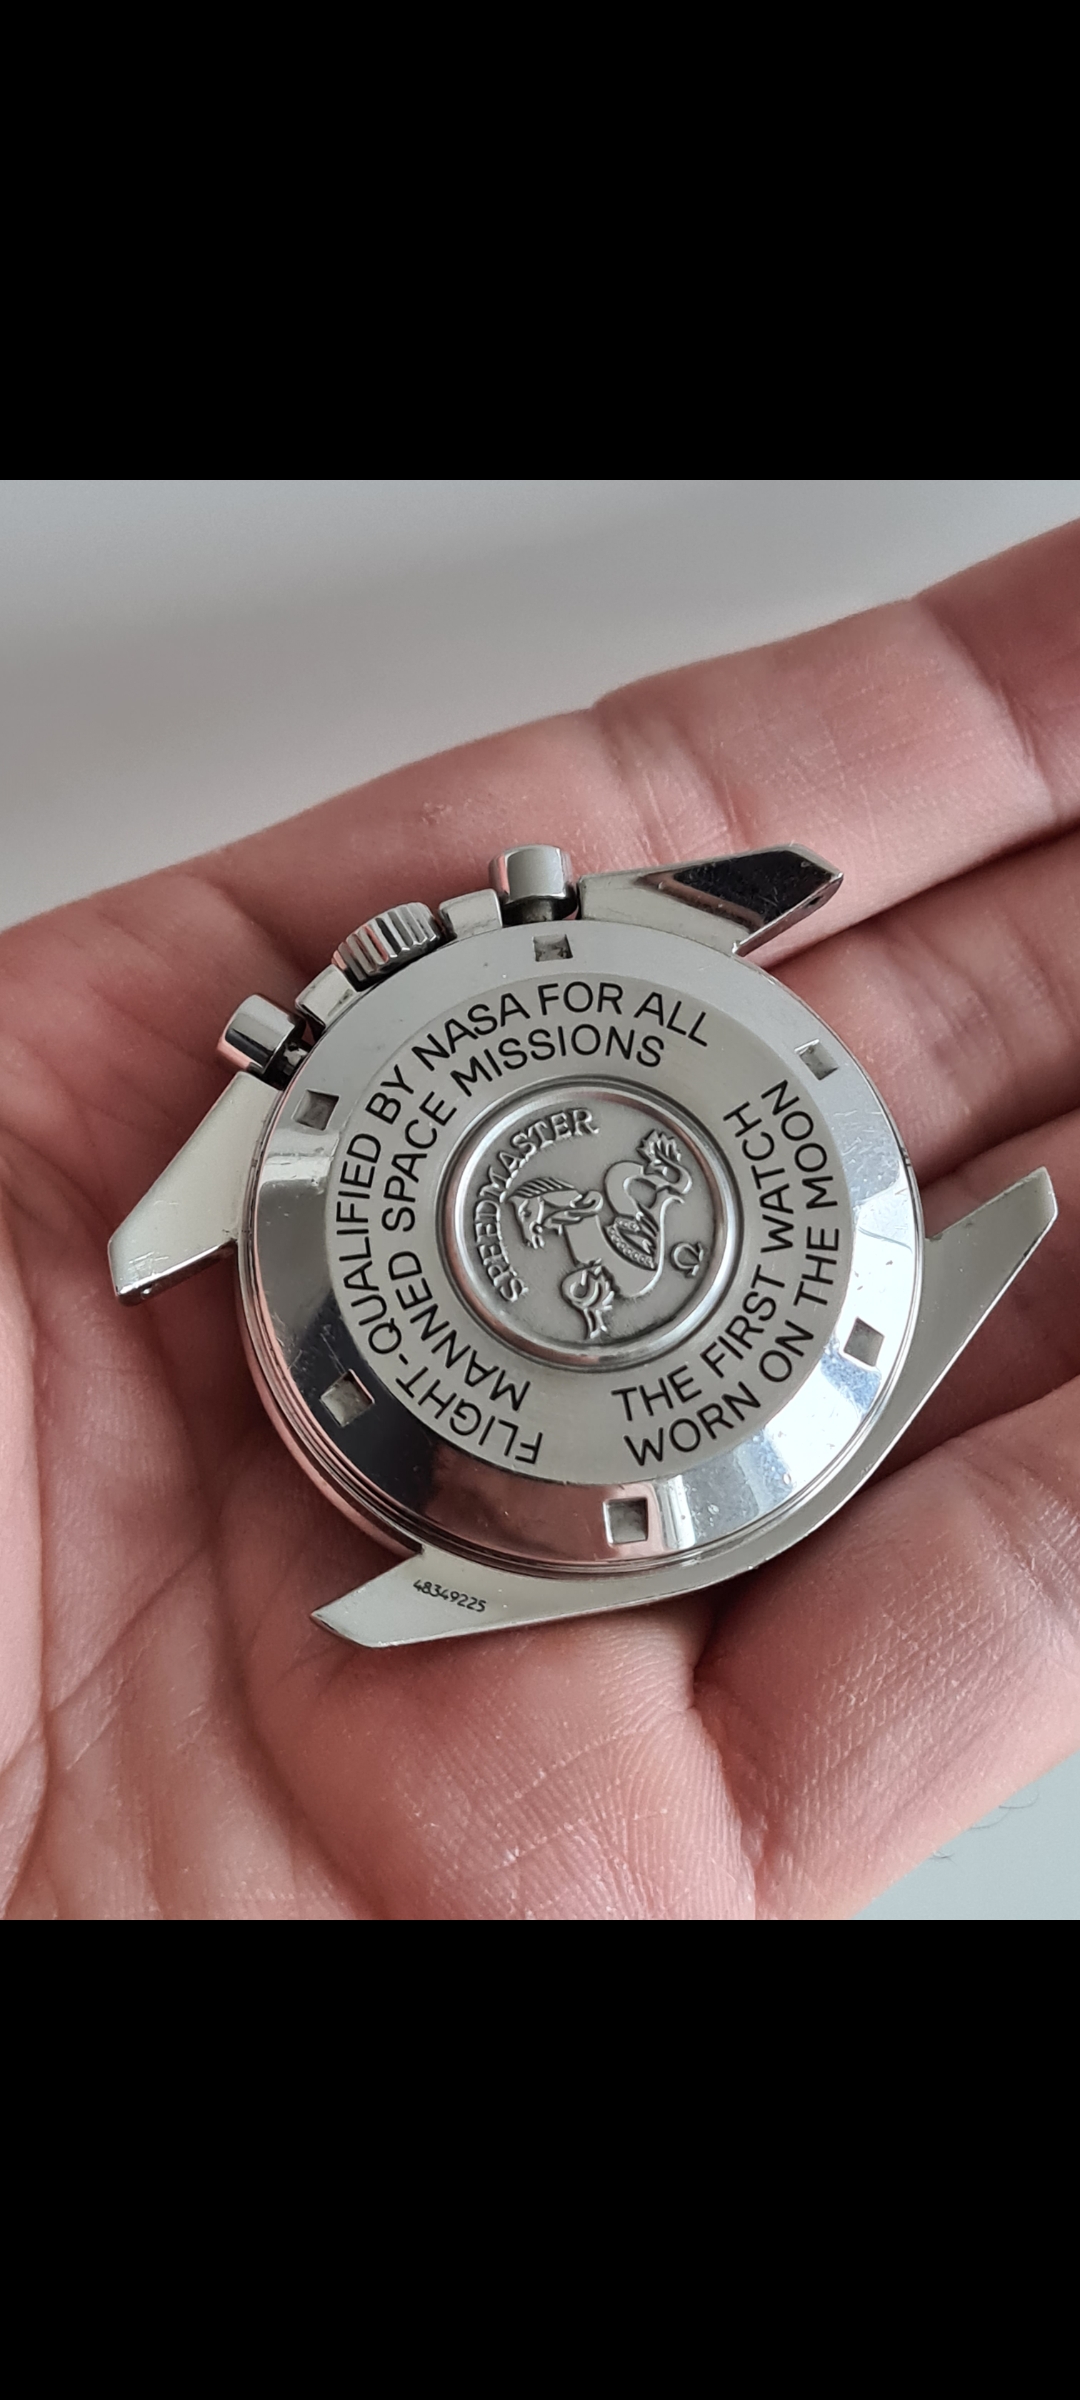 FLIGHT-QUALIFIED BY NASA FOR ALL
MANNED SPACE MISSIONS
SPEEDMASTER
Ω
THE FIRST WATCH
WORN ON THE MOON
48349225